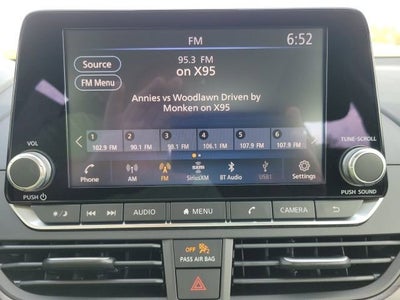 FM
6:52
Source
95.3 FM
on X95
FM Menu
Annies vs Woodlawn Driven by
Monken on X95
1 2 3 4 5 6
102.9 FM 90.1 FM 98.1 FM 106.1 FM 107.9 FM 107.9 FM
VOL
TUNE•SCROLL
Phone AM FM SiriusXM BT Audio USB1 Settings
PUSH
PUSH SOUND
AUDIO MENU CAMERA
OFF
PASS AIR BAG